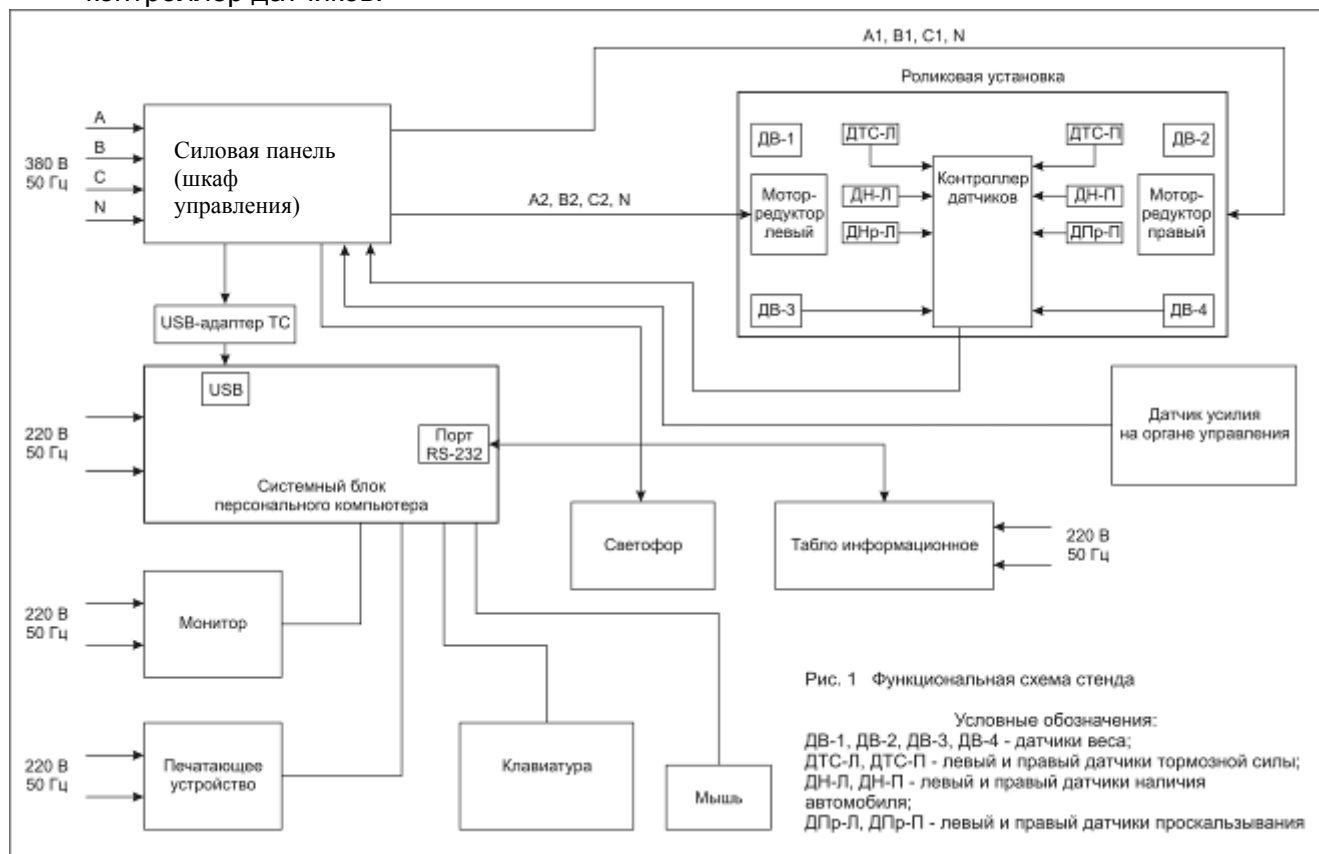 контроллер датчиков.
A1, B1, C1, N
Роликовая установка
A
B
C
N
380 В
50 Гц
Силовая панель
(шкаф
управления)
A2, B2, C2, N
ДВ-1
ДТС-Л
ДТС-П
ДВ-2
Контроллер
датчиков
Мотор-
редуктор
левый
ДН-Л
ДН-П
Мотор-
редуктор
правый
ДНр-Л
ДПр-П
ДВ-3
ДВ-4
USB-адаптер ТС
USB
220 В
50 Гц
Порт
RS-232
Системный блок
персонального компьютера
Датчик усилия
на органе управления
Светофор
Табло информационное
220 В
50 Гц
220 В
50 Гц
Монитор
220 В
50 Гц
Печатающее
устройство
Клавиатура
Мышь
Рис. 1 Функциональная схема стенда
Условные обозначения:
ДВ-1, ДВ-2, ДВ-3, ДВ-4 - датчики веса;
ДТС-Л, ДТС-П - левый и правый датчики тормозной силы;
ДН-Л, ДН-П - левый и правый датчики наличия
автомобиля;
ДПр-Л, ДПр-П - левый и правый датчики проскальзывания